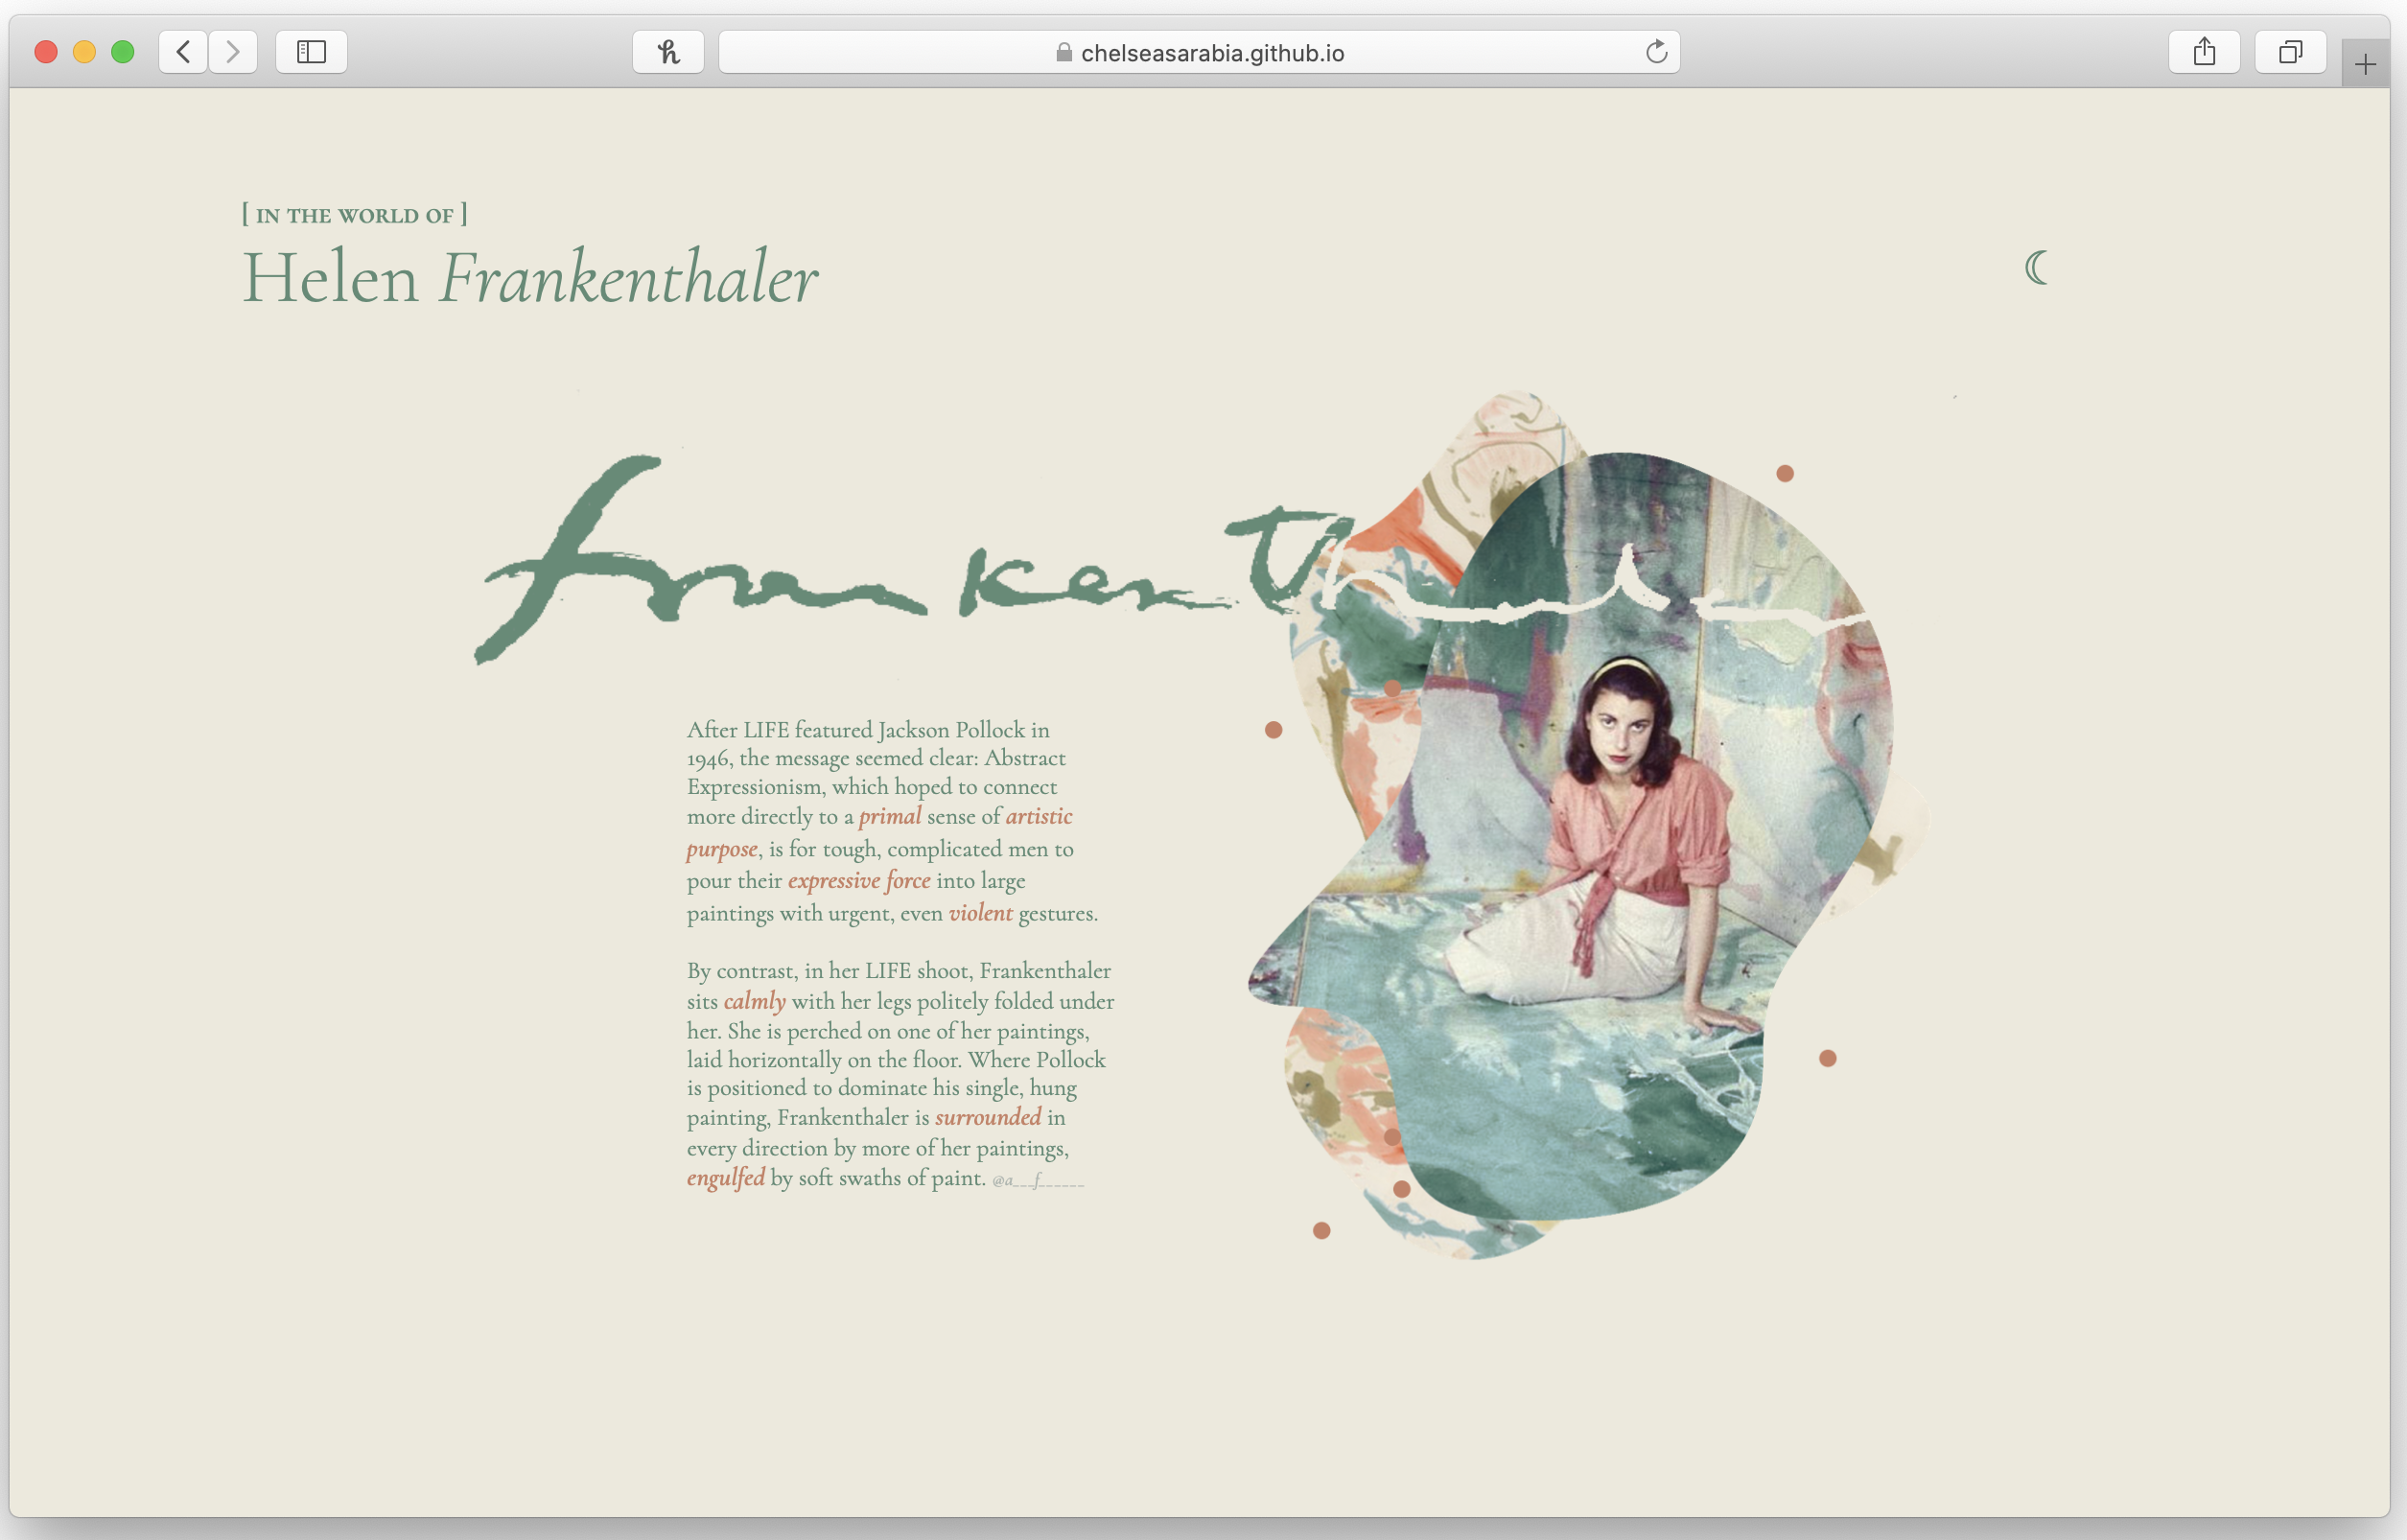 chelseasarabia.github.io
[ IN THE WORLD OF ]
Helen Frankenthaler
frankenthaler
After LIFE featured Jackson Pollock in
1946, the message seemed clear: Abstract
Expressionism, which hoped to connect
more directly to a primal sense of artistic
purpose, is for tough, complicated men to
pour their expressive force into large
paintings with urgent, even violent gestures.
By contrast, in her LIFE shoot, Frankenthaler
sits calmly with her legs politely folded under
her. She is perched on one of her paintings,
laid horizontally on the floor. Where Pollock
is positioned to dominate his single, hung
painting, Frankenthaler is surrounded in
every direction by more of her paintings,
engulfed by soft swaths of paint. @a___f______